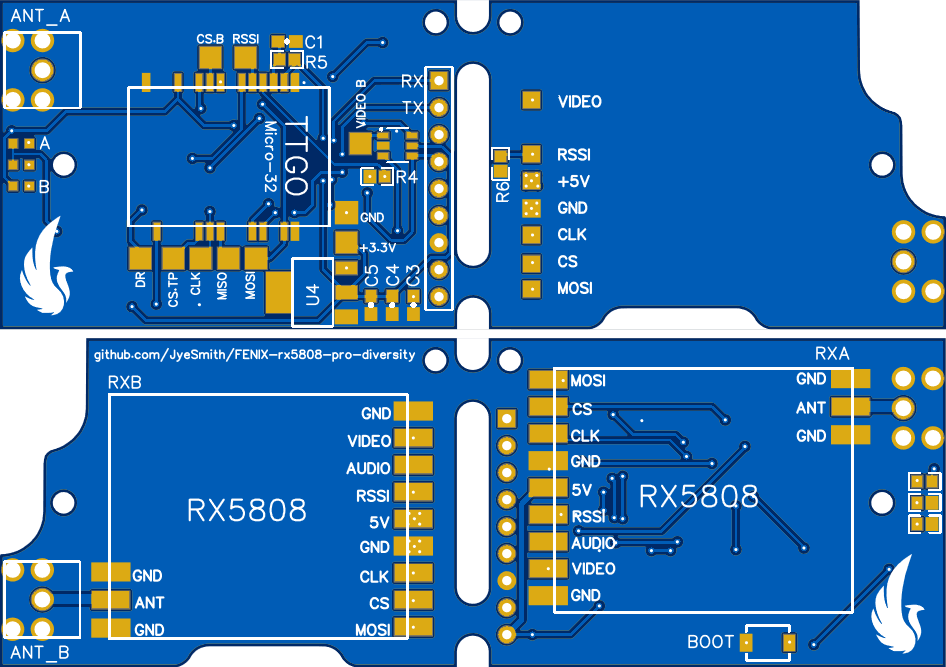 ANT_A
CS-B RSSI
C1
R5
RX
TX
VIDEO B
TTGO
Micro-32
A
B
R4
GND
+3.3V
DR
CS-TP
CLK
MISO
MOSI
U4
C5
C4
C3
R6
VIDEO
RSSI
+5V
GND
CLK
CS
MOSI
github.com/JyeSmith/FENIX-rx5808-pro-diversity
RXB
GND
VIDEO
AUDIO
RSSI
5V
GND
CLK
CS
MOSI
RX5808
GND
ANT
GND
ANT_B
RXA
MOSI
CS
CLK
GND
5V
RSSI
AUDIO
VIDEO
GND
RX5808
GND
ANT
GND
BOOT